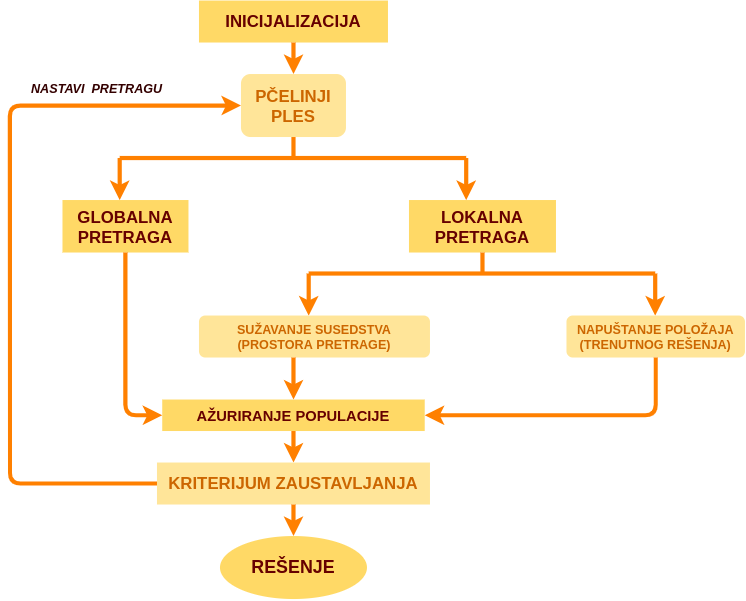 INICIJALIZACIJA
NASTAVI PRETRAGU
PČELINJI
PLES
GLOBALNA
PRETRAGA
LOKALNA
PRETRAGA
SUŽAVANJE SUSEDSTVA
(PROSTORA PRETRAGE)
NAPUŠTANJE POLOŽAJA
(TRENUTNOG REŠENJA)
AŽURIRANJE POPULACIJE
KRITERIJUM ZAUSTAVLJANJA
REŠENJE